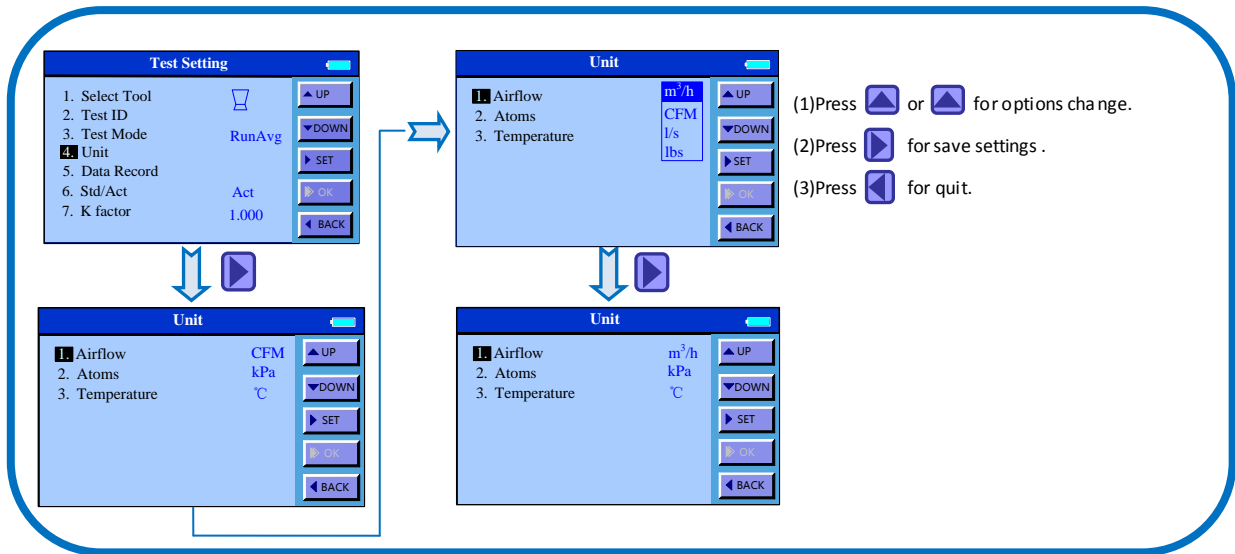 Test Setting
1. Select Tool
2. Test ID
3. Test Mode RunAvg
4. Unit
5. Data Record
6. Std/Act Act
7. K factor 1.000
UP
DOWN
SET
OK
BACK
Unit
1. Airflow CFM
2. Atoms kPa
3. Temperature ℃
UP
DOWN
SET
OK
BACK
Unit
1. Airflow m³/h
2. Atoms CFM
3. Temperature l/s
lbs
UP
DOWN
SET
OK
BACK
Unit
1. Airflow m³/h
2. Atoms kPa
3. Temperature ℃
UP
DOWN
SET
OK
BACK
(1)Press or for options change.
(2)Press for save settings .
(3)Press for quit.